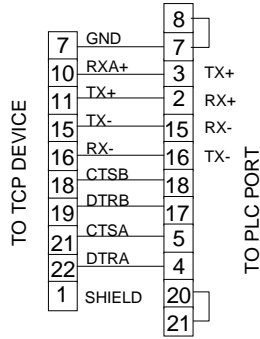 8
7 GND 7
10 RXA+ 3 TX+
11 TX+ 2 RX+
15 TX- 15 RX-
16 RX- 16 TX-
18 CTSB 18
19 DTRB 17
21 CTSA 5
22 DTRA 4
1 SHIELD 20
21
TO TCP DEVICE
TO PLC PORT